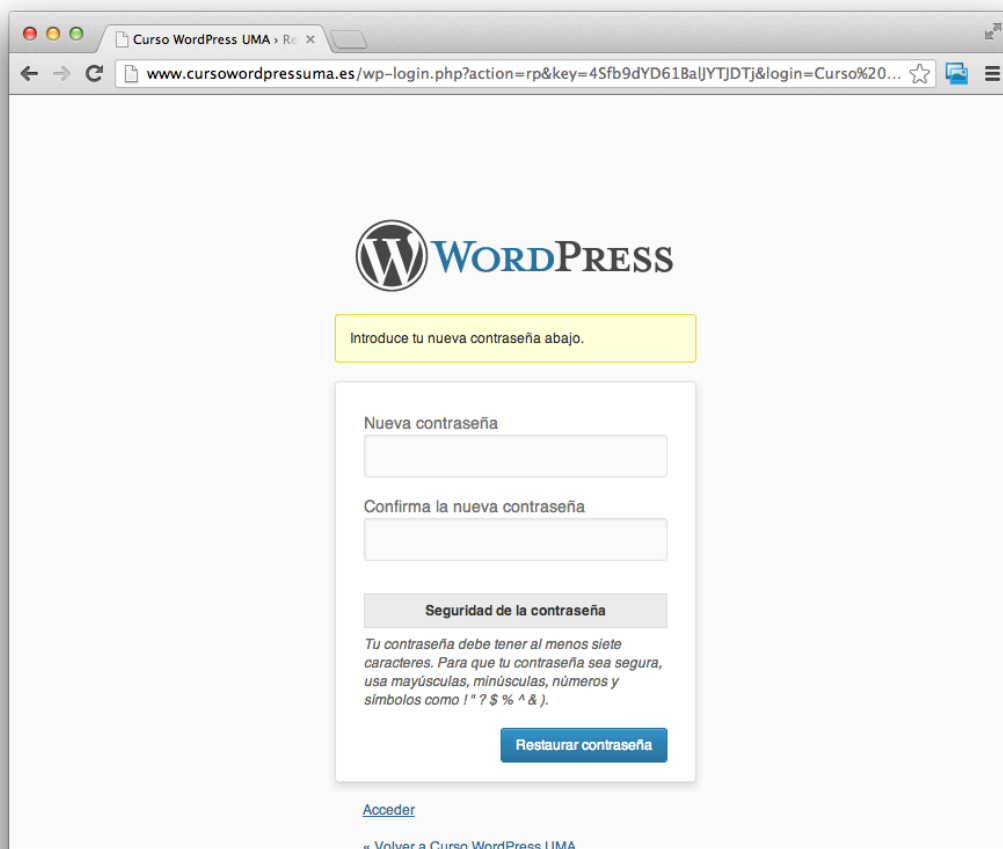 Curso WordPress UMA › Re
www.cursowordpressuma.es/wp-login.php?action=rp&key=4Sfb9dYD61BalJYTJDTj&login=Curso%20...
WORDPRESS
Introduce tu nueva contraseña abajo.
Nueva contraseña
Confirma la nueva contraseña
Seguridad de la contraseña
Tu contraseña debe tener al menos siete
caracteres. Para que tu contraseña sea segura,
usa mayúsculas, minúsculas, números y
símbolos como ! " ? $ % ^ & ).
Restaurar contraseña
Acceder
« Volver a Curso WordPress UMA